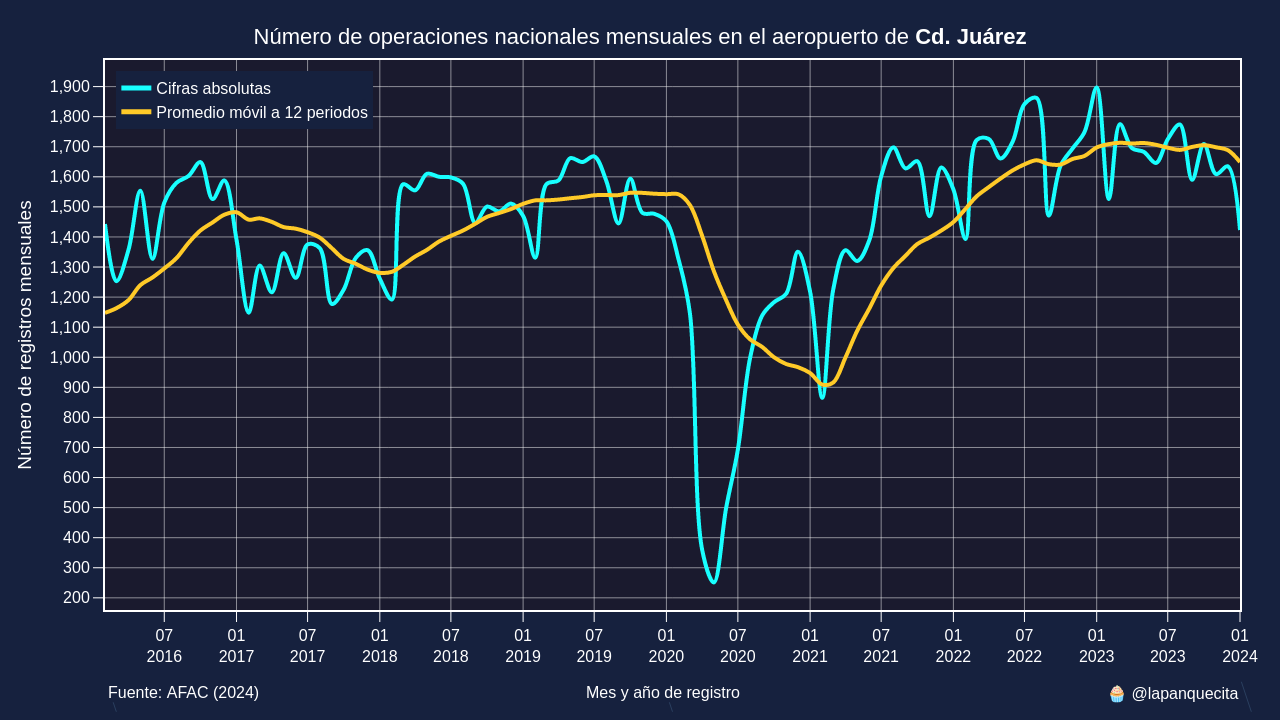 Número de operaciones nacionales mensuales en el aeropuerto de Cd. Juárez
Cifras absolutas
Promedio móvil a 12 periodos
Número de registros mensuales
1,900
1,800
1,700
1,600
1,500
1,400
1,300
1,200
1,100
1,000
900
800
700
600
500
400
300
200
07 01 07 01 07 01 07 01 07 01 07 01 07 01 07 01
2016 2017 2017 2018 2018 2019 2019 2020 2020 2021 2021 2022 2022 2023 2023 2024
Fuente: AFAC (2024) Mes y año de registro 🧁 @lapanquecita